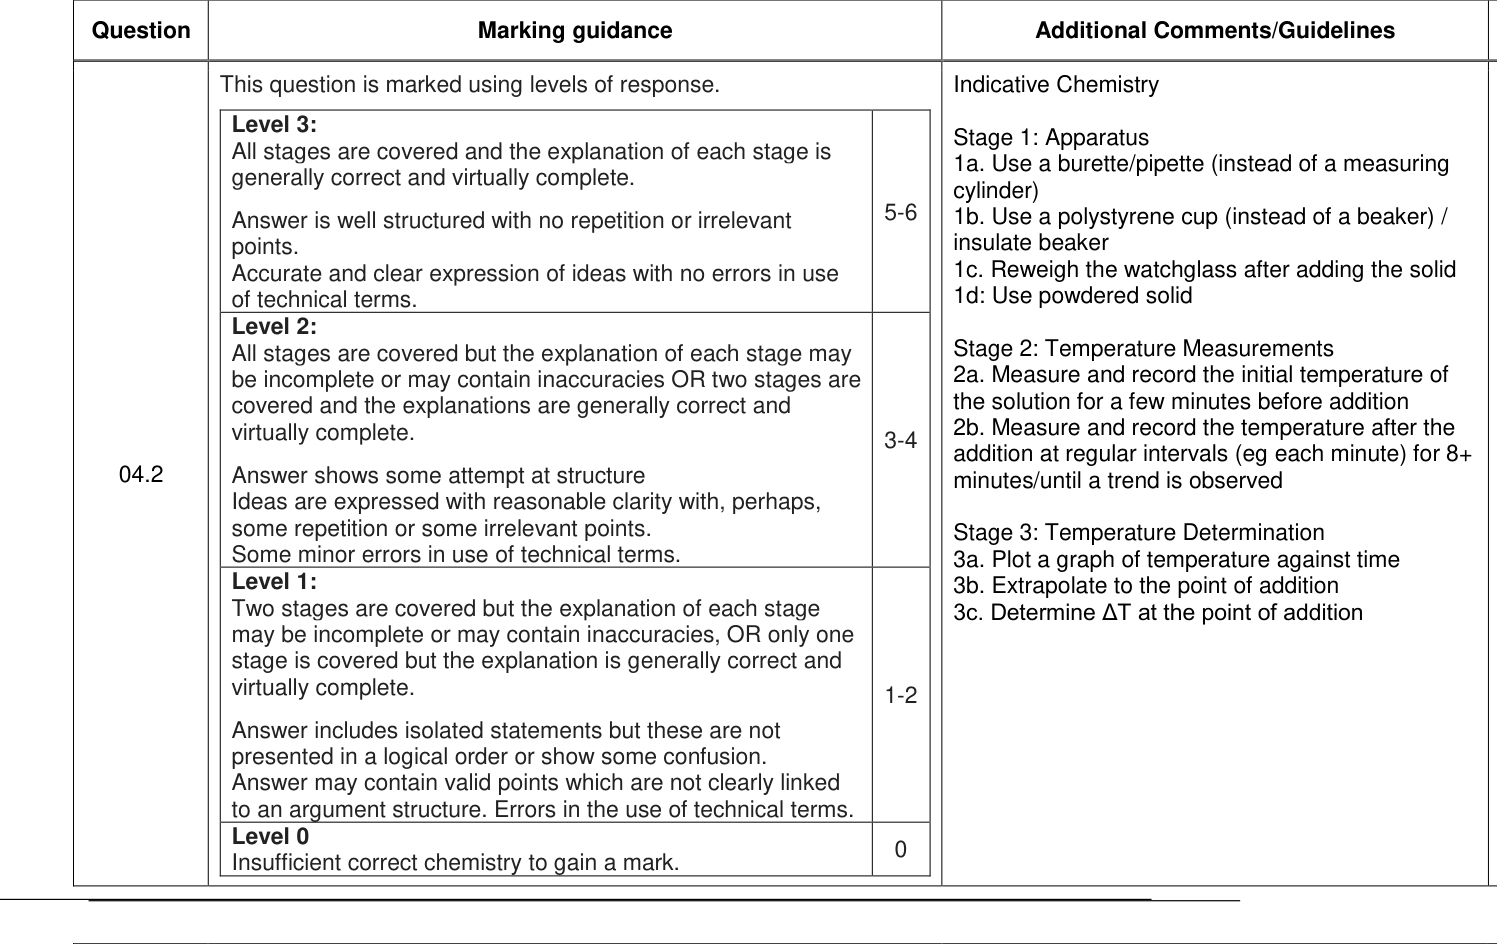 Question
Marking guidance
Additional Comments/Guidelines
04.2
This question is marked using levels of response.
Level 3:
All stages are covered and the explanation of each stage is
generally correct and virtually complete.
Answer is well structured with no repetition or irrelevant
points.
Accurate and clear expression of ideas with no errors in use
of technical terms.
5-6
Level 2:
All stages are covered but the explanation of each stage may
be incomplete or may contain inaccuracies OR two stages are
covered and the explanations are generally correct and
virtually complete.
Answer shows some attempt at structure
Ideas are expressed with reasonable clarity with, perhaps,
some repetition or some irrelevant points.
Some minor errors in use of technical terms.
3-4
Level 1:
Two stages are covered but the explanation of each stage
may be incomplete or may contain inaccuracies, OR only one
stage is covered but the explanation is generally correct and
virtually complete.
Answer includes isolated statements but these are not
presented in a logical order or show some confusion.
Answer may contain valid points which are not clearly linked
to an argument structure. Errors in the use of technical terms.
1-2
Level 0
Insufficient correct chemistry to gain a mark.
0
Indicative Chemistry
Stage 1: Apparatus
1a. Use a burette/pipette (instead of a measuring
cylinder)
1b. Use a polystyrene cup (instead of a beaker) /
insulate beaker
1c. Reweigh the watchglass after adding the solid
1d: Use powdered solid
Stage 2: Temperature Measurements
2a. Measure and record the initial temperature of
the solution for a few minutes before addition
2b. Measure and record the temperature after the
addition at regular intervals (eg each minute) for 8+
minutes/until a trend is observed
Stage 3: Temperature Determination
3a. Plot a graph of temperature against time
3b. Extrapolate to the point of addition
3c. Determine ΔT at the point of addition